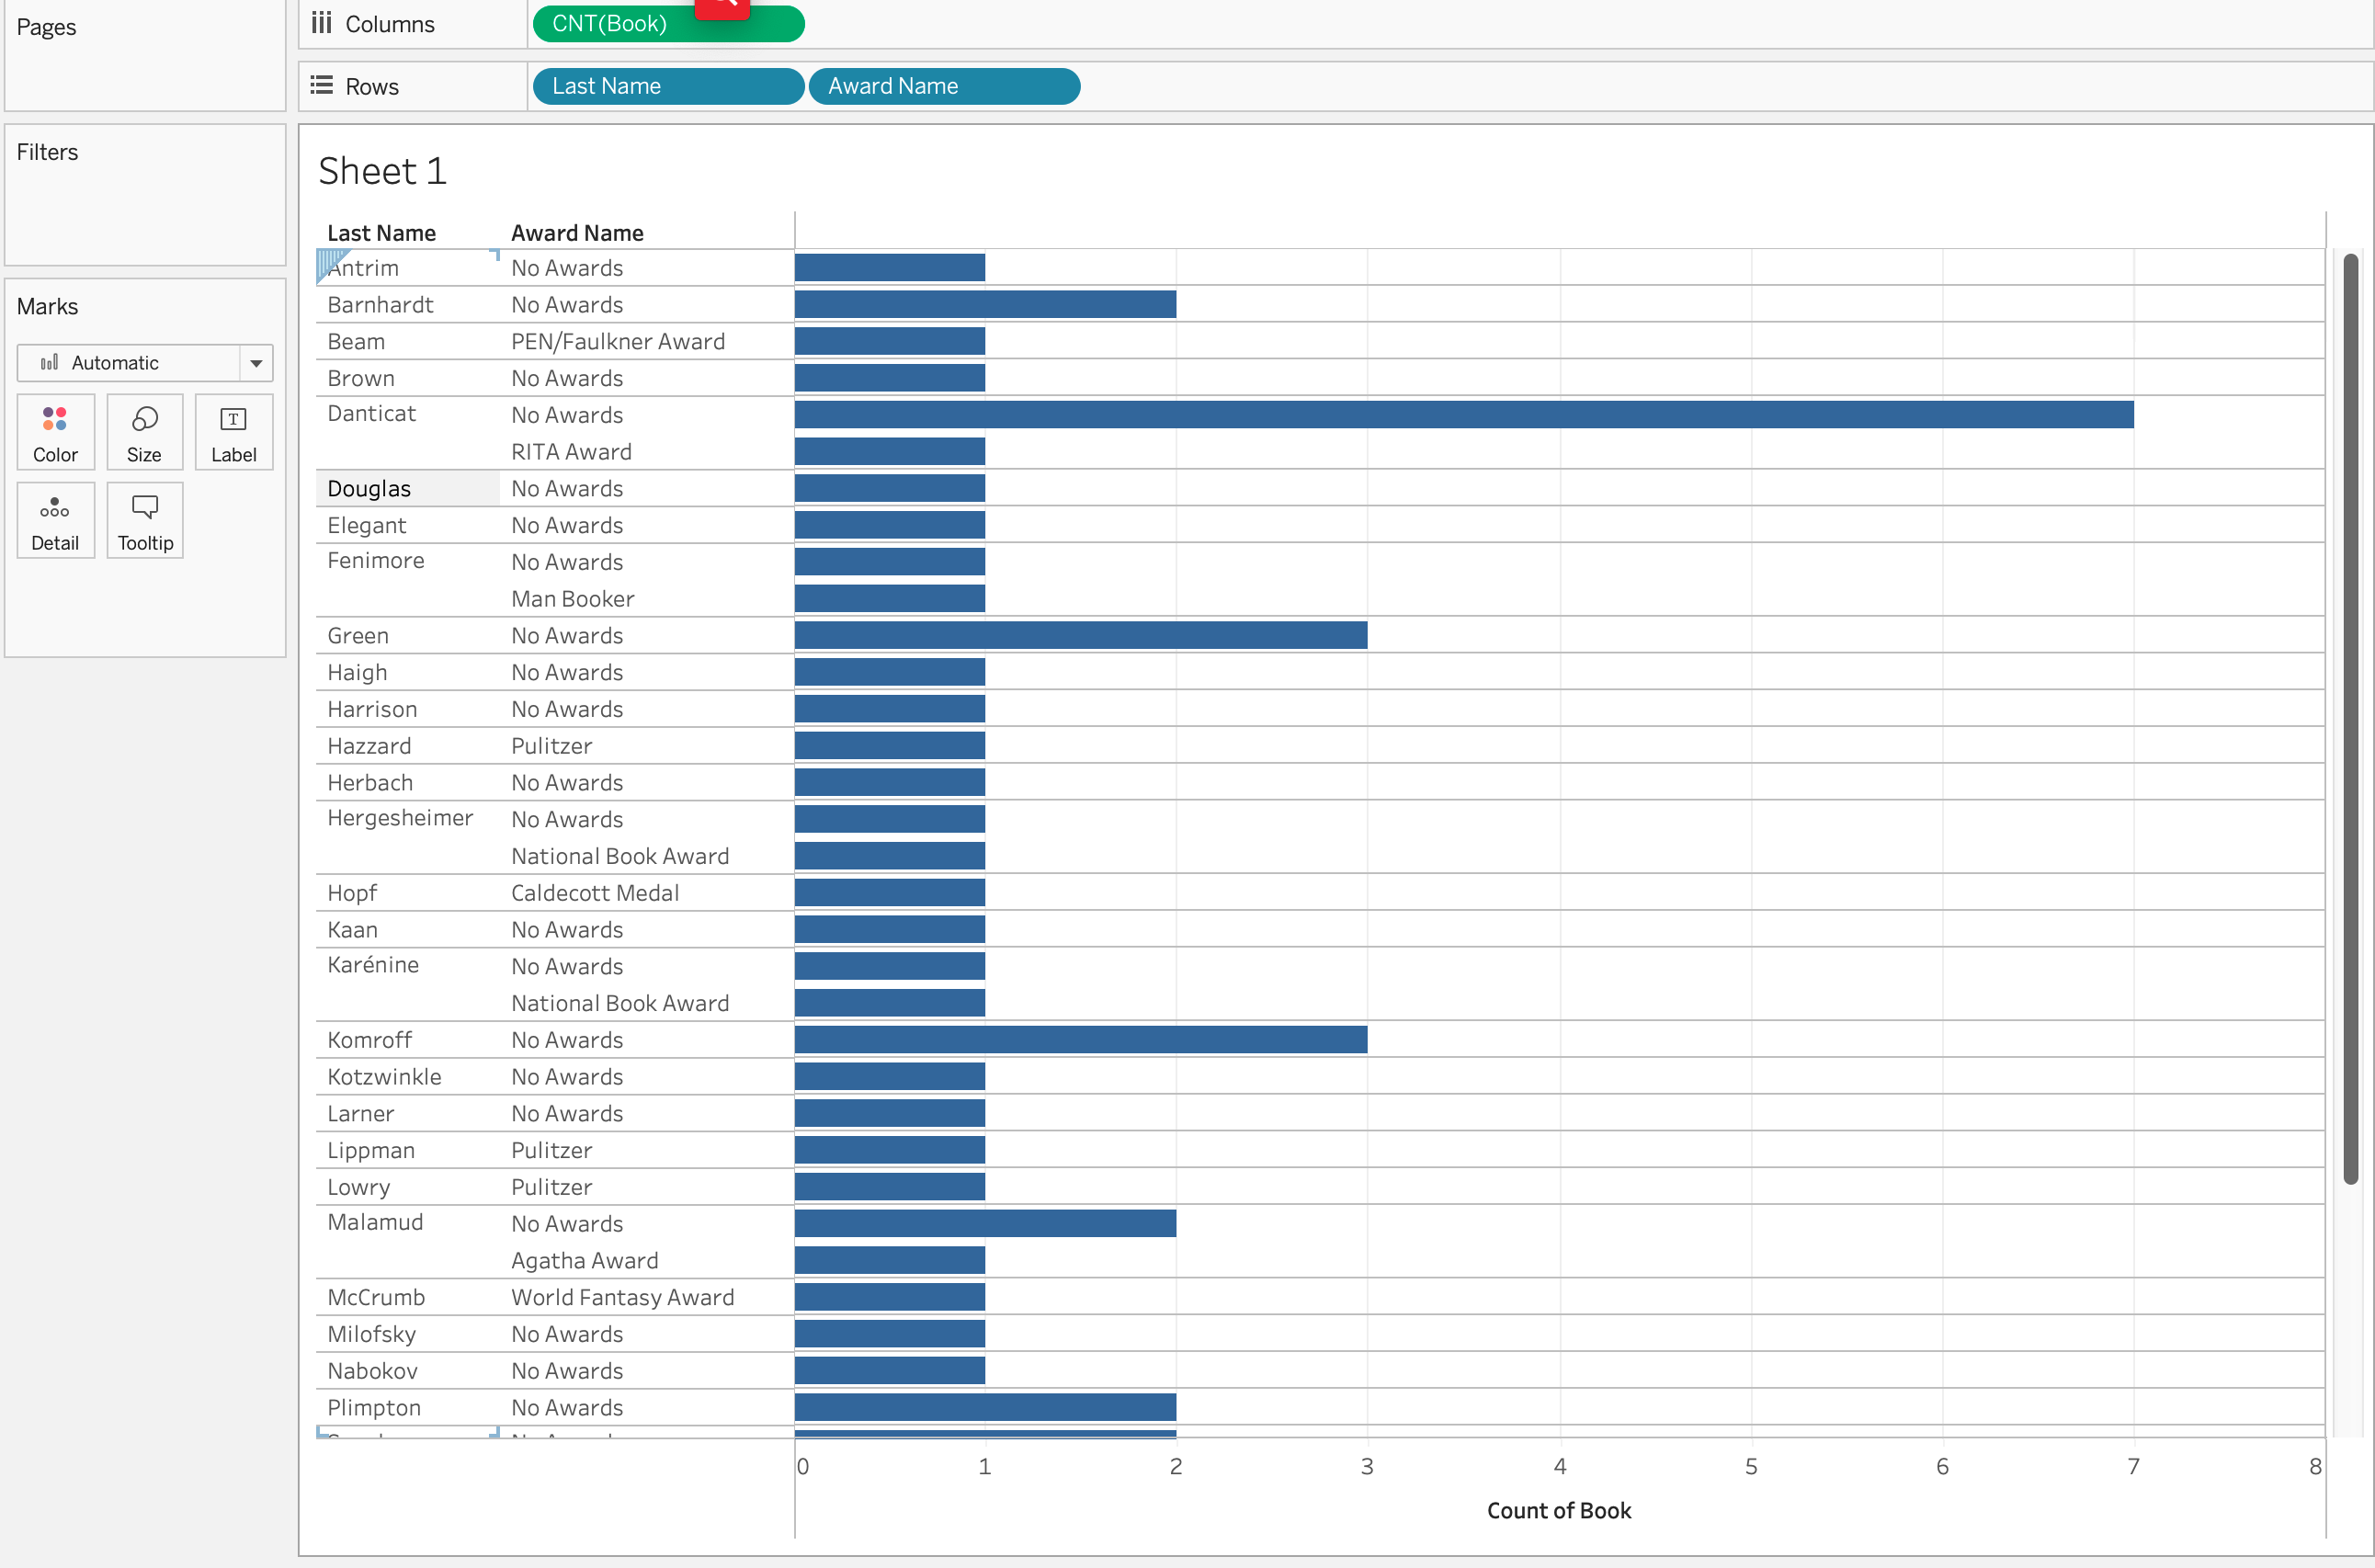 Pages
Columns
CNT(Book)
Rows
Last Name
Award Name
Filters
Marks
Automatic
Color
Size
Label
Detail
Tooltip
Sheet 1
Last Name Award Name
Antrim No Awards
Barnhardt No Awards
Beam PEN/Faulkner Award
Brown No Awards
Danticat No Awards
RITA Award
Douglas No Awards
Elegant No Awards
Fenimore No Awards
Man Booker
Green No Awards
Haigh No Awards
Harrison No Awards
Hazzard Pulitzer
Herbach No Awards
Hergesheimer No Awards
National Book Award
Hopf Caldecott Medal
Kaan No Awards
Karénine No Awards
National Book Award
Komroff No Awards
Kotzwinkle No Awards
Larner No Awards
Lippman Pulitzer
Lowry Pulitzer
Malamud No Awards
Agatha Award
McCrumb World Fantasy Award
Milofsky No Awards
Nabokov No Awards
Plimpton No Awards
0 1 2 3 4 5 6 7 8
Count of Book